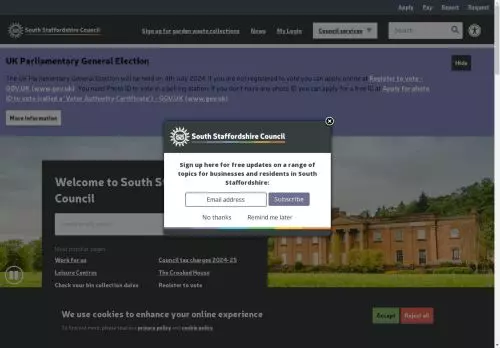 Apply Pay Report Request
South Staffordshire Council
Sign up for garden waste collections News My Login Council services Search
UK Parliamentary General Election
Hide
The UK Parliamentary General Election will be held on 4th July 2024. If you are not registered to vote you can apply online at Register to vote -
GOV.UK (www.gov.uk). You need Photo ID to vote in a polling station. If you don't have any photo ID you can apply for a free ID at Apply for photo
ID to vote (called a 'Voter Authority Certificate') - GOV.UK (www.gov.uk)
More information
South Staffordshire Council
Sign up here for free updates on a range of
topics for businesses and residents in South
Staffordshire:
Email address Subscribe
No thanks Remind me later
Welcome to South St
Council
Work for us Council tax charges 2024-25
Leisure Centres The Crooked House
Check your bin collection dates Register to vote
We use cookies to enhance your online experience
To find out more, please read our privacy policy and cookie policy.
Accept Reject all